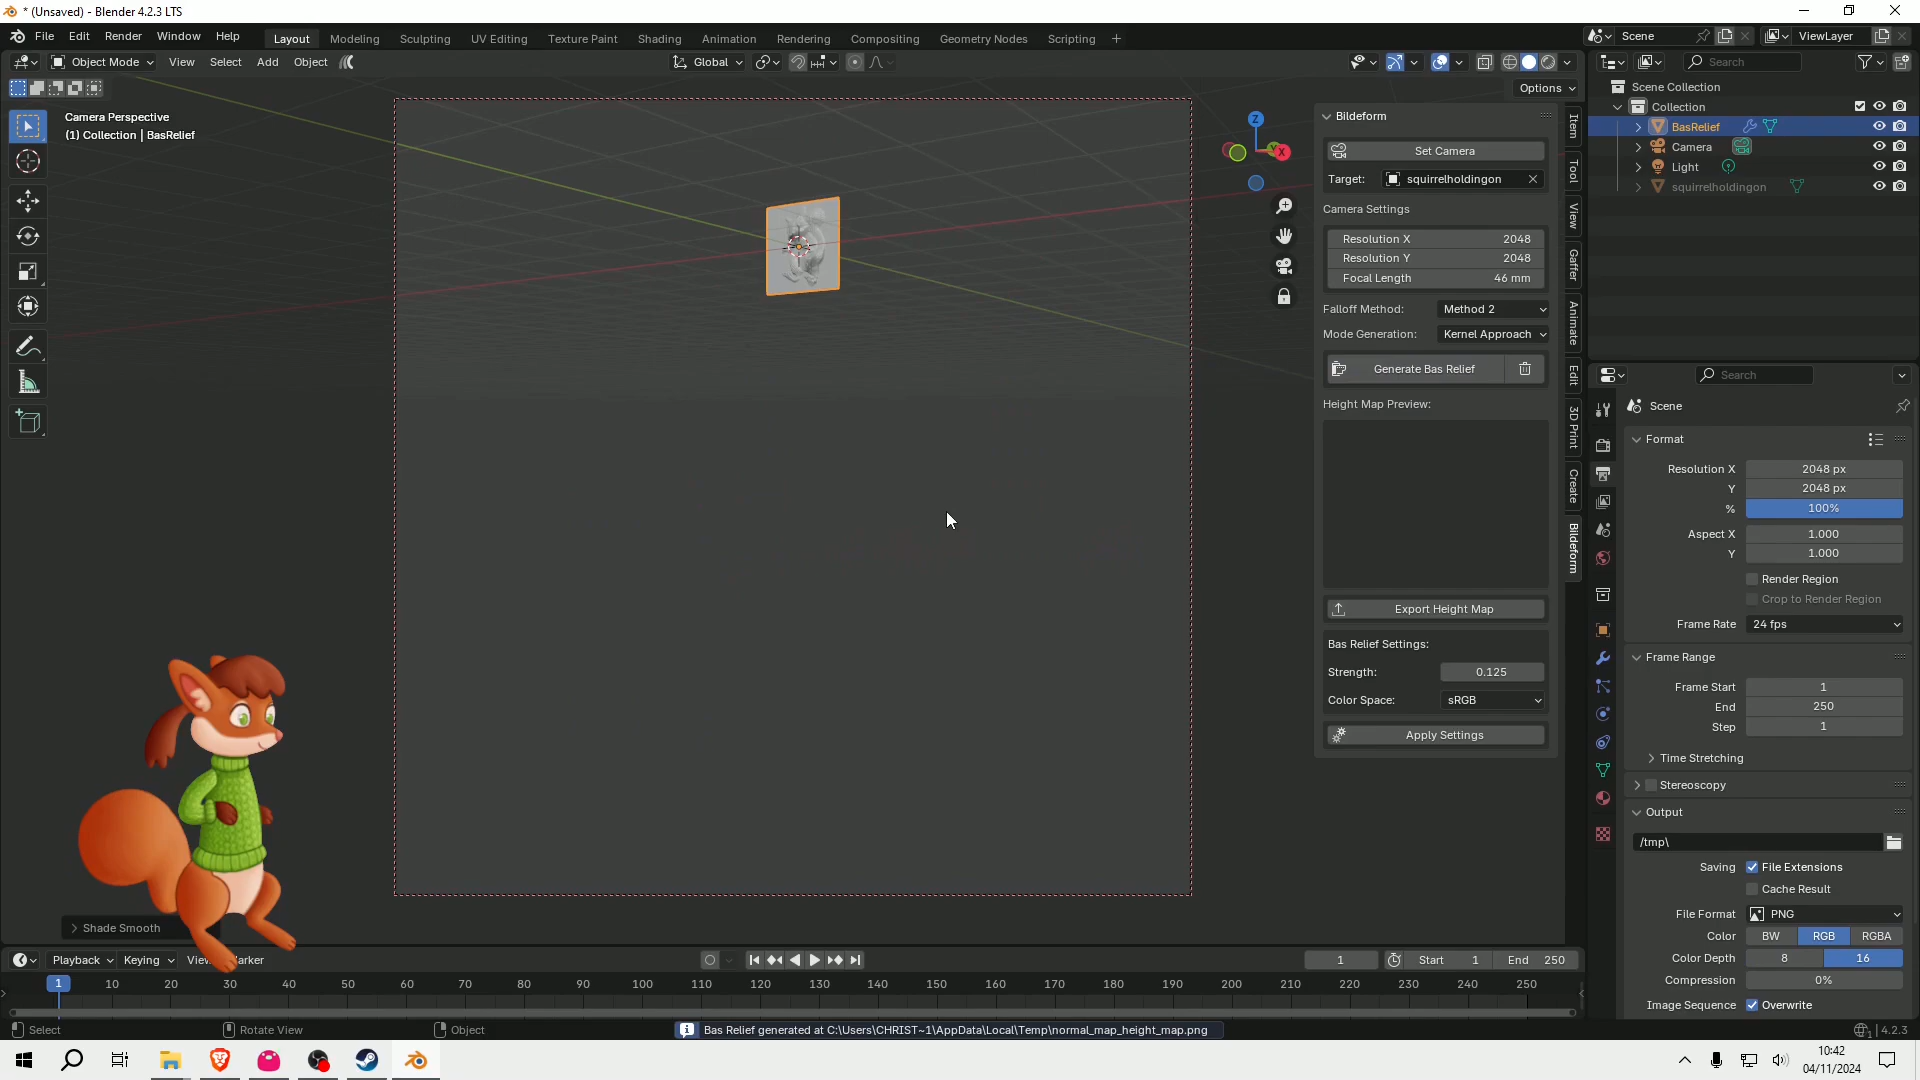 * (Unsaved) - Blender 4.2.3 LTS
File Edit Render Window Help
Layout Modeling Sculpting UV Editing Texture Paint Shading Animation Rendering Compositing Geometry Nodes Scripting +
Scene
ViewLayer
Object Mode View Select Add Object
Global
Search
Options
Camera Perspective
(1) Collection | BasRelief
Z
Y
X
Item
Tool
View
Gaffer
Animate
Edit
3D Print
Create
Bildeform
Bildeform
Set Camera
Target: squirrelholdingon
Camera Settings
Resolution X 2048
Resolution Y 2048
Focal Length 46 mm
Falloff Method: Method 2
Mode Generation: Kernel Approach
Generate Bas Relief
Height Map Preview:
Export Height Map
Bas Relief Settings:
Strength: 0.125
Color Space: sRGB
Apply Settings
Scene Collection
Collection
BasRelief
Camera
Light
squirrelholdingon
Search
Scene
Format
Resolution X 2048 px
Y 2048 px
% 100%
Aspect X 1.000
Y 1.000
Render Region
Crop to Render Region
Frame Rate 24 fps
Frame Range
Frame Start 1
End 250
Step 1
Time Stretching
Stereoscopy
Output
/tmp\
Saving File Extensions
Cache Result
File Format PNG
Color BW RGB RGBA
Color Depth 8 16
Compression 0%
Image Sequence Overwrite
Shade Smooth
Playback Keying View Marker
1 Start 1 End 250
1 10 20 30 40 50 60 70 80 90 100 110 120 130 140 150 160 170 180 190 200 210 220 230 240 250
Select Rotate View Object
Bas Relief generated at C:\Users\CHRIST~1\AppData\Local\Temp\normal_map_height_map.png
4.2.3
10:42
04/11/2024